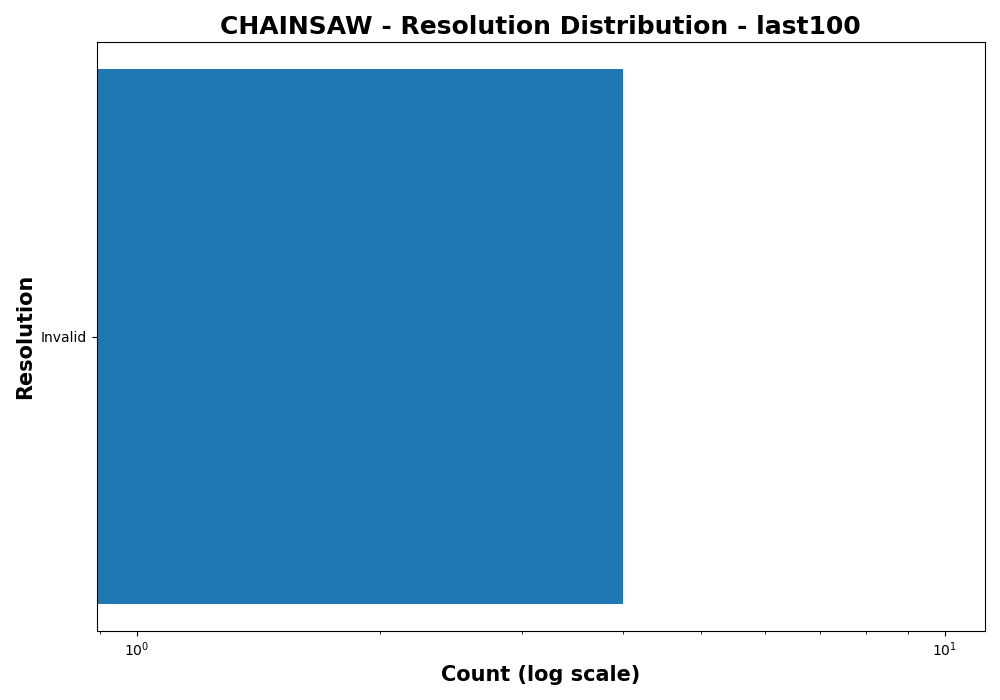 CHAINSAW - Resolution Distribution - last100
Resolution
Invalid
10⁰ 10¹
Count (log scale)